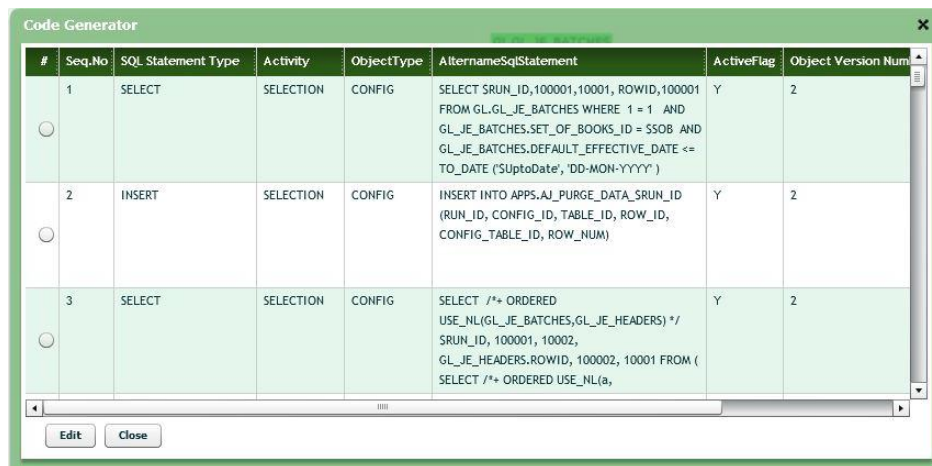 Code Generator
GL.GL_JE_BATCHES
# Seq.No SQL Statement Type Activity ObjectType AlternameSqlStatement ActiveFlag Object Version Num
1 SELECT SELECTION CONFIG SELECT $RUN_ID,100001,10001, ROWID,100001 Y 2
FROM GL.GL_JE_BATCHES WHERE 1 = 1 AND
GL_JE_BATCHES.SET_OF_BOOKS_ID = $SOB AND
GL_JE_BATCHES.DEFAULT_EFFECTIVE_DATE <=
TO_DATE ('$UptoDate', 'DD-MON-YYYY' )
2 INSERT SELECTION CONFIG INSERT INTO APPS.AJ_PURGE_DATA_$RUN_ID Y 2
(RUN_ID, CONFIG_ID, TABLE_ID, ROW_ID,
CONFIG_TABLE_ID, ROW_NUM)
3 SELECT SELECTION CONFIG SELECT /*+ ORDERED Y 2
USE_NL(GL_JE_BATCHES,GL_JE_HEADERS) */
$RUN_ID, 100001, 10002,
GL_JE_HEADERS.ROWID, 100002, 10001 FROM (
SELECT /*+ ORDERED USE_NL(a,
Edit Close